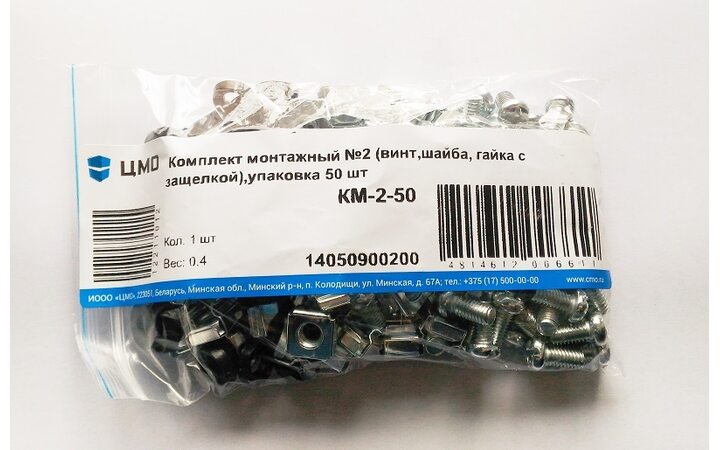 ЦМО
Комплект монтажный №2 (винт,шайба, гайка с
защелкой),упаковка 50 шт
КМ-2-50
Кол. 1 шт
Вес: 0.4
14050900200
ИООО «ЦМО», 223051, Беларусь, Минская обл., Минский р-н, п. Колодищи, ул. Минская, д. 67А; тел.: +375 (17) 500-00-00
www.cmo.ru